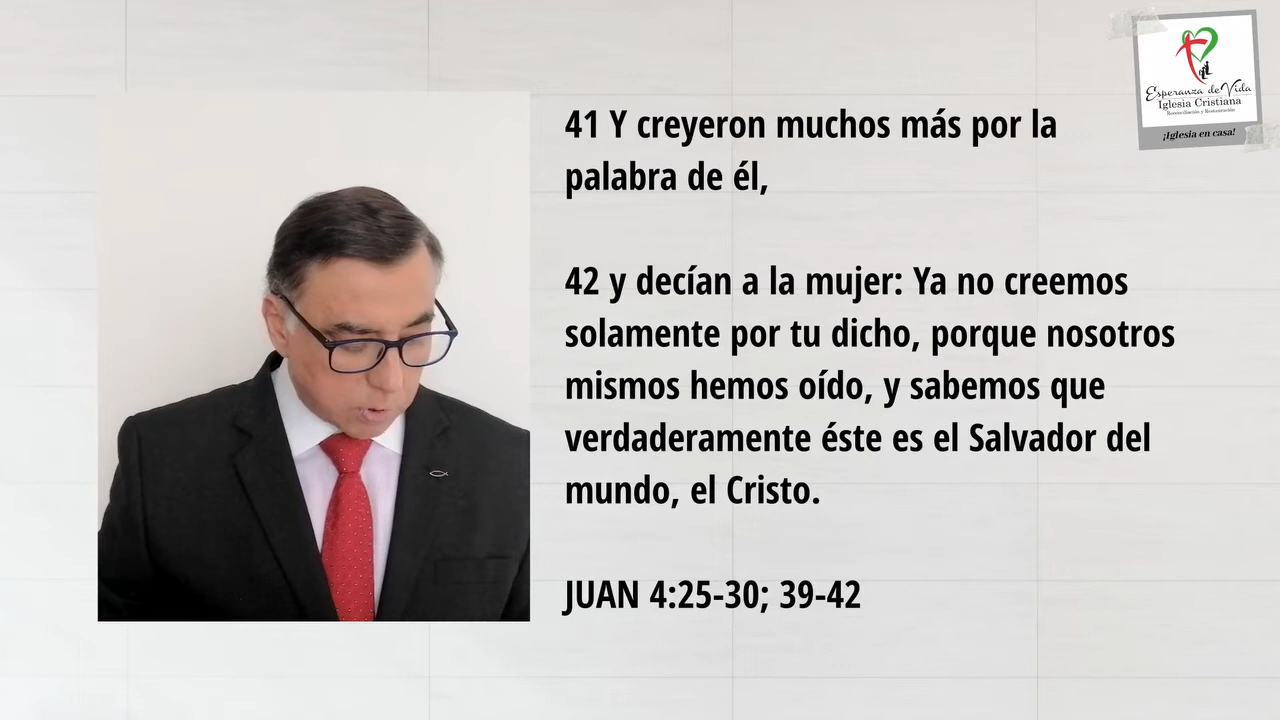 41 Y creyeron muchos más por la
palabra de él,
42 y decían a la mujer: Ya no creemos
solamente por tu dicho, porque nosotros
mismos hemos oído, y sabemos que
verdaderamente éste es el Salvador del
mundo, el Cristo.
JUAN 4:25-30; 39-42
Esperanza de Vida
Iglesia Cristiana
Reconciliación y Restauración
¡Iglesia en casa!